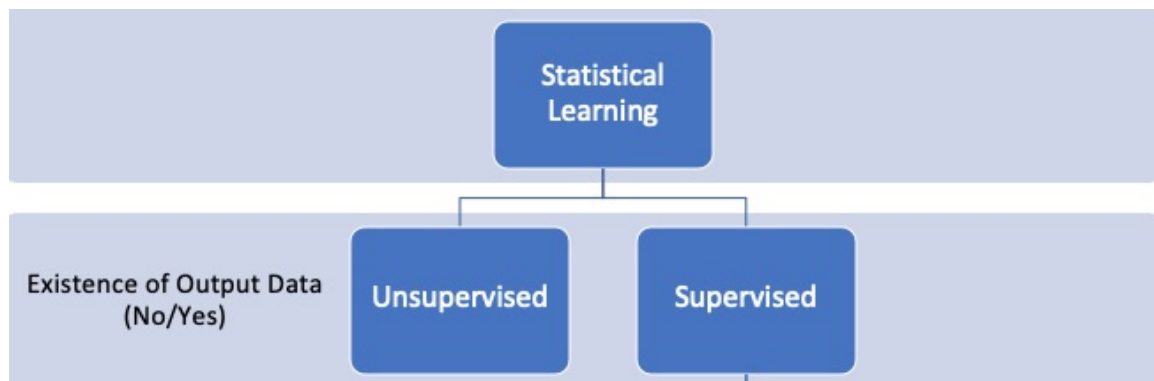 Statistical
Learning
Existence of Output Data
(No/Yes)
Unsupervised
Supervised